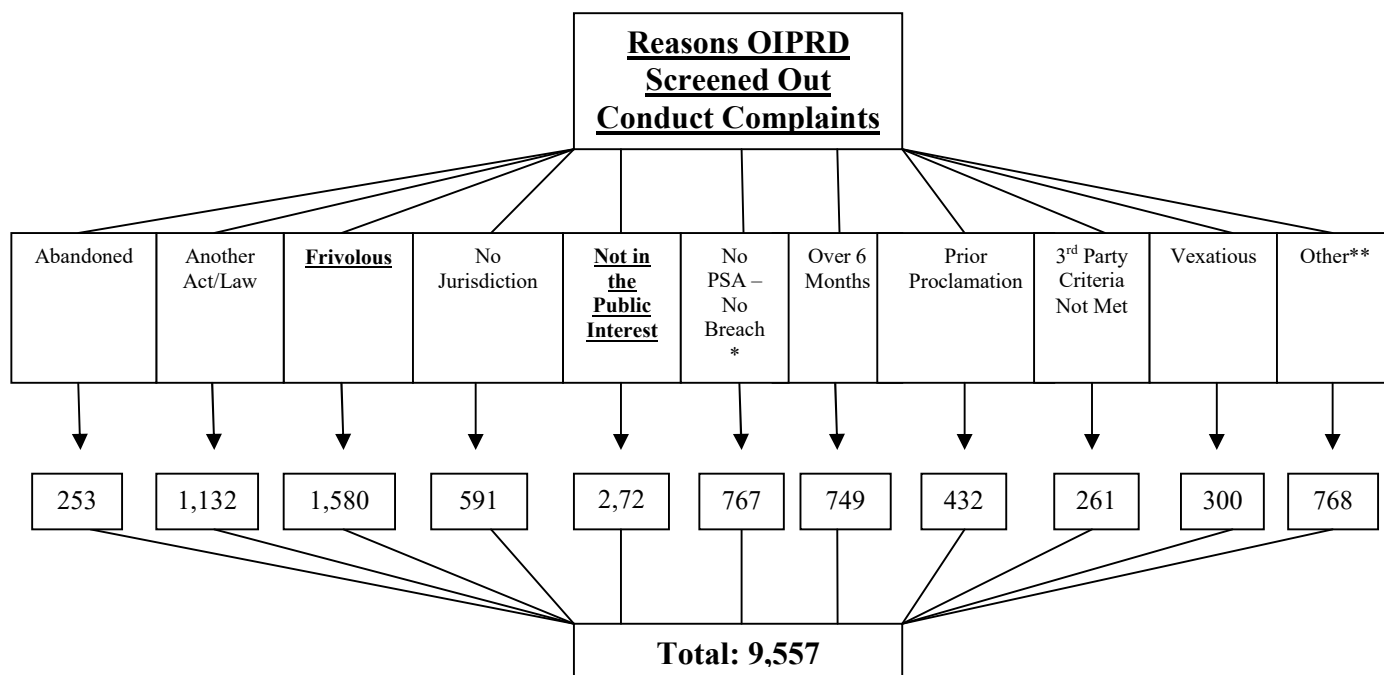 Reasons OIPRD
Screened Out
Conduct Complaints
Abandoned
Another
Act/Law
Frivolous
No
Jurisdiction
Not in
the
Public
Interest
No
PSA –
No
Breach
*
Over 6
Months
Prior
Proclamation
3rd Party
Criteria
Not Met
Vexatious
Other**
253
1,132
1,580
591
2,72
767
749
432
261
300
768
Total: 9,557